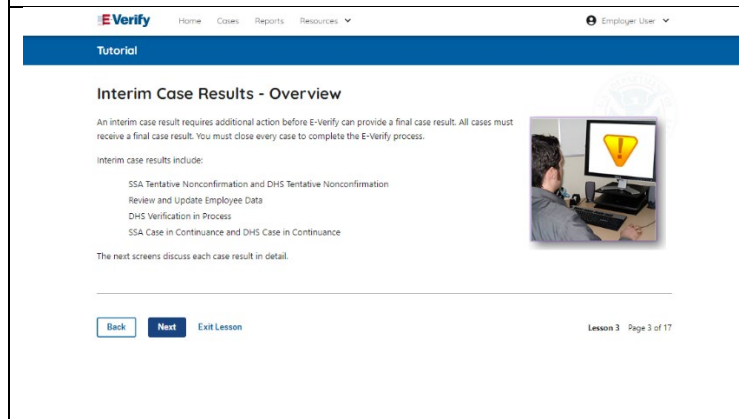 E-Verify
Home Cases Reports Resources
Employer User
Tutorial
Interim Case Results - Overview
An interim case result requires additional action before E-Verify can provide a final case result. All cases must
receive a final case result. You must close every case to complete the E-Verify process.
Interim case results include:
SSA Tentative Nonconfirmation and DHS Tentative Nonconfirmation
Review and Update Employee Data
DHS Verification in Process
SSA Case in Continuance and DHS Case in Continuance
The next screens discuss each case result in detail.
Back Next Exit Lesson
Lesson 3 Page 3 of 17